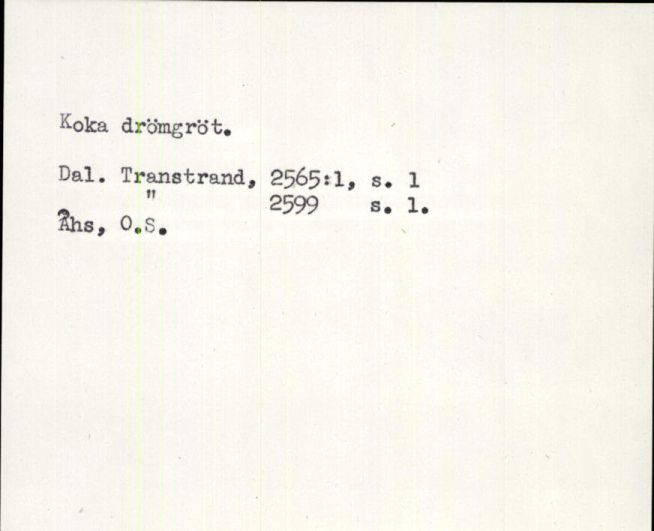 Koka drömgröt.
Dal. Transtrand, 2565:1, s. 1
" 2599 s. 1.
Åhs, O.S.